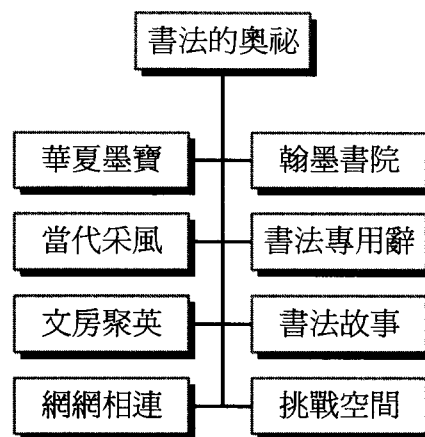 書法的奧祕
華夏墨寶
翰墨書院
當代采風
書法專用辭
文房聚英
書法故事
網網相連
挑戰空間